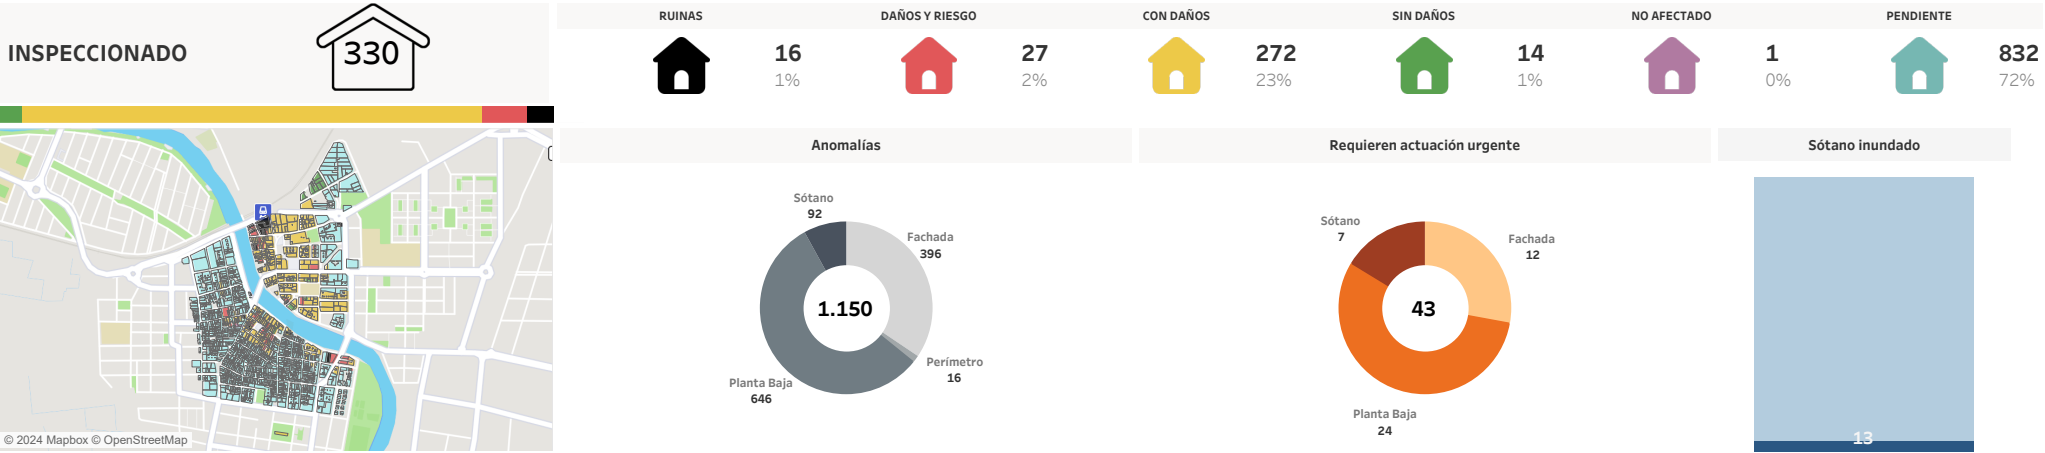 INSPECCIONADO
330
RUINAS
16
1%
DAÑOS Y RIESGO
27
2%
CON DAÑOS
272
23%
SIN DAÑOS
14
1%
NO AFECTADO
1
0%
PENDIENTE
832
72%
© 2024 Mapbox © OpenStreetMap
Anomalías
Sótano
92
Fachada
396
1.150
Perímetro
16
Planta Baja
646
Requieren actuación urgente
Sótano
7
Fachada
12
43
Planta Baja
24
Sótano inundado
13